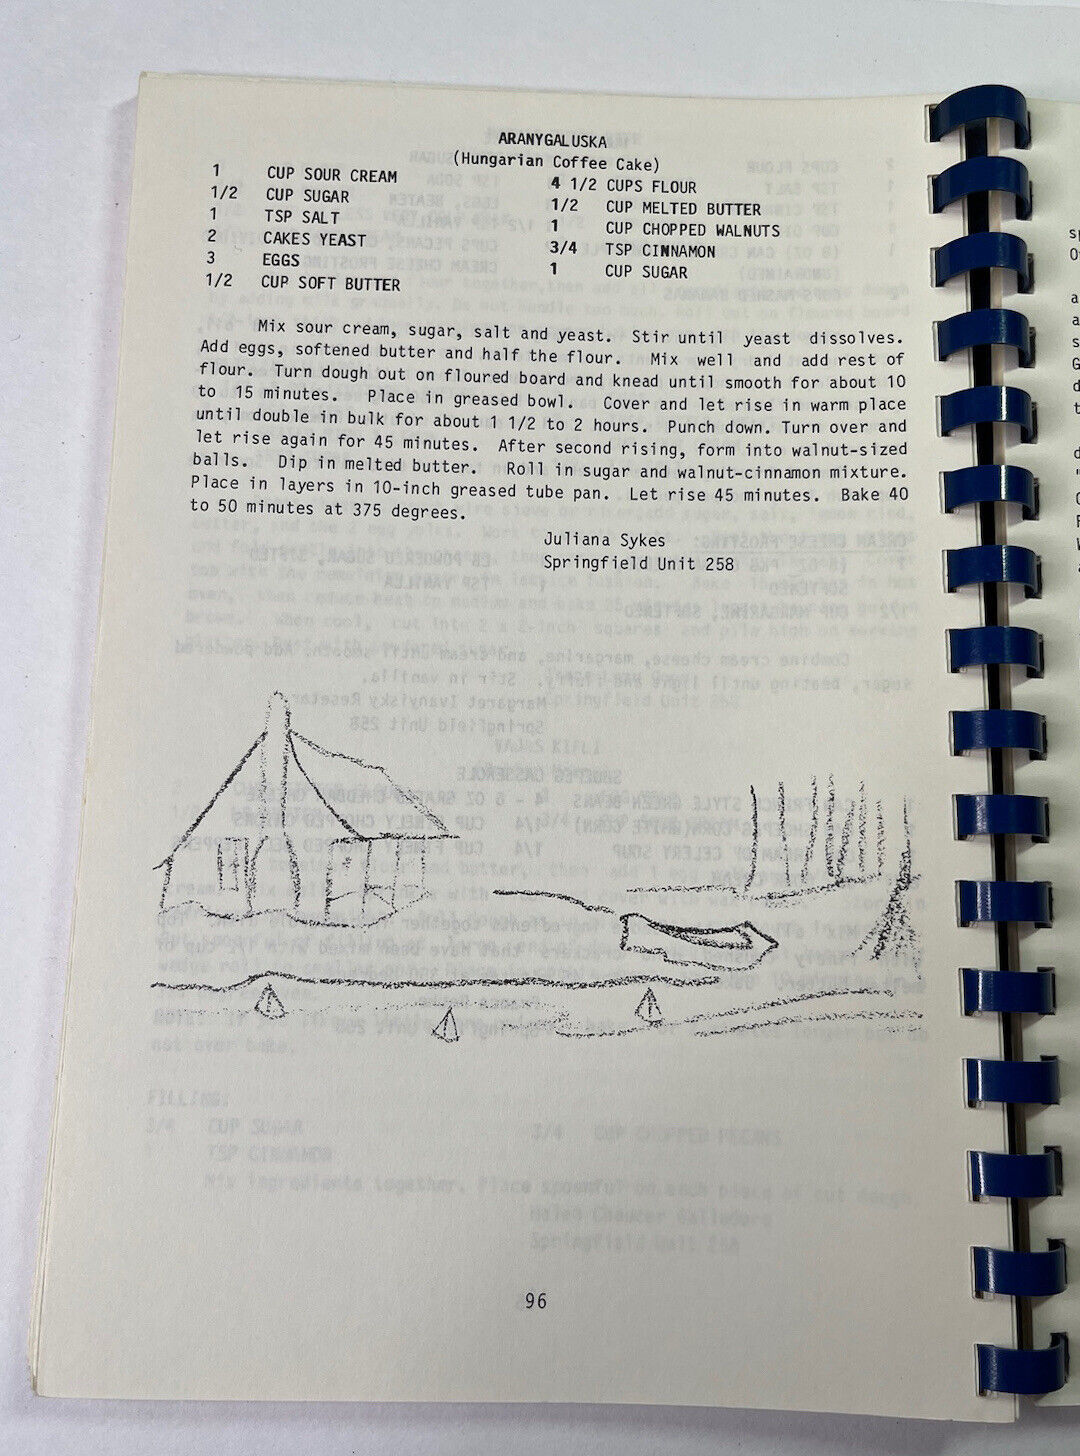 ARANYGALUSKA
(Hungarian Coffee Cake)
1 CUP SOUR CREAM
1/2 CUP SUGAR
1 TSP SALT
2 CAKES YEAST
3 EGGS
1/2 CUP SOFT BUTTER
4 1/2 CUPS FLOUR
1/2 CUP MELTED BUTTER
1 CUP CHOPPED WALNUTS
3/4 TSP CINNAMON
1 CUP SUGAR
Mix sour cream, sugar, salt and yeast. Stir until yeast dissolves.
Add eggs, softened butter and half the flour. Mix well and add rest of
flour. Turn dough out on floured board and knead until smooth for about 10
to 15 minutes. Place in greased bowl. Cover and let rise in warm place
until double in bulk for about 1 1/2 to 2 hours. Punch down. Turn over and
let rise again for 45 minutes. After second rising, form into walnut-sized
balls. Dip in melted butter. Roll in sugar and walnut-cinnamon mixture.
Place in layers in 10-inch greased tube pan. Let rise 45 minutes. Bake 40
to 50 minutes at 375 degrees.
Juliana Sykes
Springfield Unit 258
96